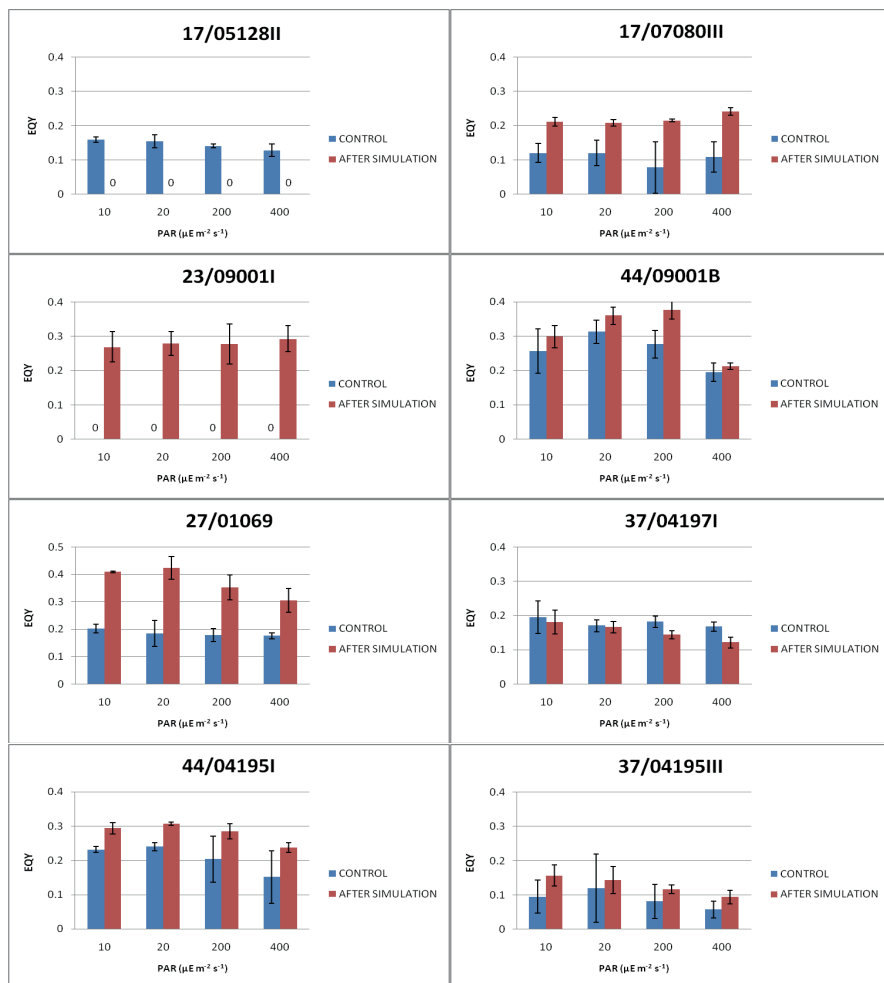 17/05128II
0.4
0.3
0.2
0.1
0
EQY
0 0 0 0
10 20 200 400
PAR (µE m⁻² s⁻¹)
CONTROL
AFTER SIMULATION
17/07080III
0.4
0.3
0.2
0.1
0
EQY
10 20 200 400
PAR (µE m⁻² s⁻¹)
CONTROL
AFTER SIMULATION
23/09001I
0.4
0.3
0.2
0.1
0
EQY
0 0 0 0
10 20 200 400
PAR (µE m⁻² s⁻¹)
CONTROL
AFTER SIMULATION
44/09001B
0.4
0.3
0.2
0.1
0
EQY
10 20 200 400
PAR (µE m⁻² s⁻¹)
CONTROL
AFTER SIMULATION
27/01069
0.5
0.4
0.3
0.2
0.1
0
EQY
10 20 200 400
PAR (µE m⁻² s⁻¹)
CONTROL
AFTER SIMULATION
37/04197I
0.4
0.3
0.2
0.1
0
EQY
10 20 200 400
PAR (µE m⁻² s⁻¹)
CONTROL
AFTER SIMULATION
44/04195I
0.4
0.3
0.2
0.1
0
EQY
10 20 200 400
PAR (µE m⁻² s⁻¹)
CONTROL
AFTER SIMULATION
37/04195III
0.4
0.3
0.2
0.1
0
EQY
10 20 200 400
PAR (µE m⁻² s⁻¹)
CONTROL
AFTER SIMULATION